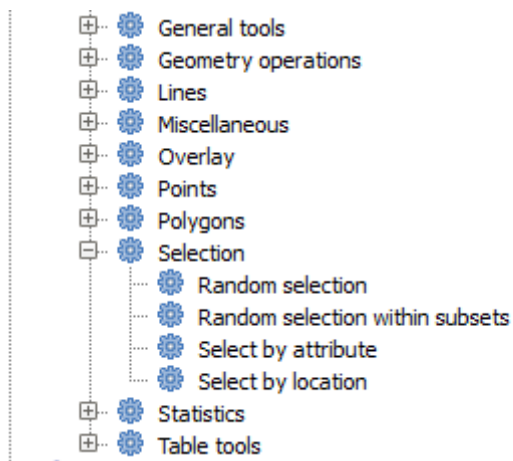 General tools
Geometry operations
Lines
Miscellaneous
Overlay
Points
Polygons
Selection
Random selection
Random selection within subsets
Select by attribute
Select by location
Statistics
Table tools